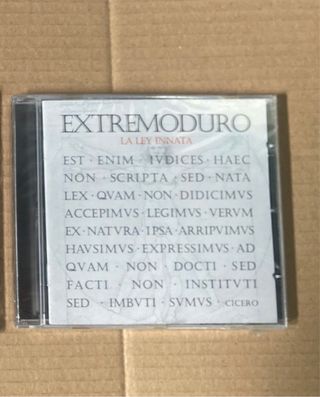 EXTREMODURO
LA LEY INNATA
EST · ENIM · IVDICES · HAEC
NON · SCRIPTA · SED · NATA
LEX · QVAM · NON · DIDICIMVS
ACCEPIMVS · LEGIMVS · VERVM
EX · NATVRA · IPSA · ARRIPVIMVS
HAVSIMVS · EXPRESSIMVS · AD
QVAM · NON · DOCTI · SED
FACTI · NON · INSTITVTI
SED · IMBVTI · SVMVS · CICERO